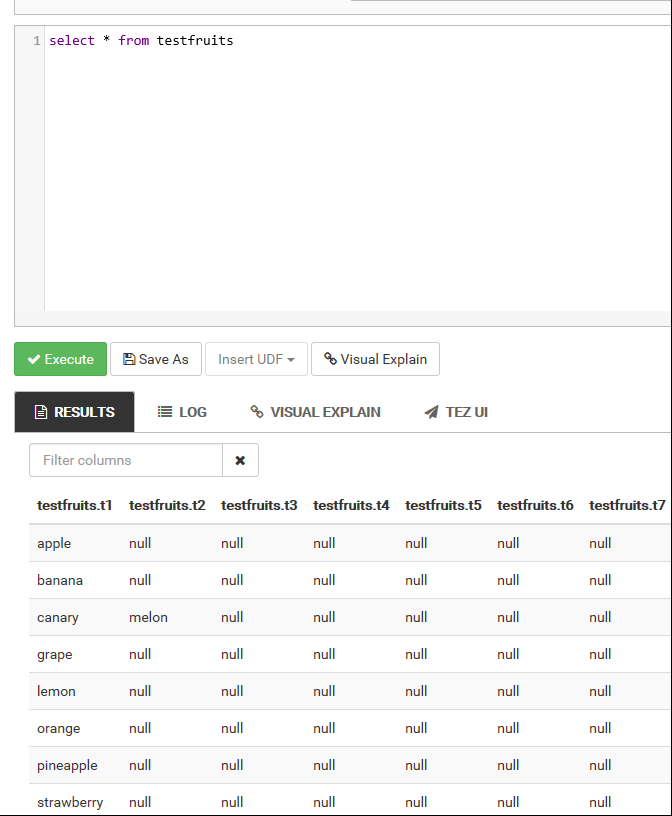 1 select * from testfruits
Execute Save As Insert UDF Visual Explain
RESULTS LOG VISUAL EXPLAIN TEZ UI
Filter columns
testfruits.t1 testfruits.t2 testfruits.t3 testfruits.t4 testfruits.t5 testfruits.t6 testfruits.t7
apple null null null null null null
banana null null null null null null
canary melon null null null null null
grape null null null null null null
lemon null null null null null null
orange null null null null null null
pineapple null null null null null null
strawberry null null null null null null